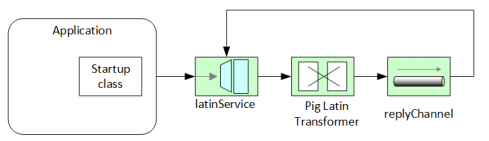 Application
Startup
class
latinService
Pig Latin
Transformer
replyChannel